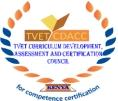 TVET CDACC
TVET CURRICULUM DEVELOPMENT,
ASSESSMENT AND CERTIFICATION
COUNCIL
KENYA
for competence certification